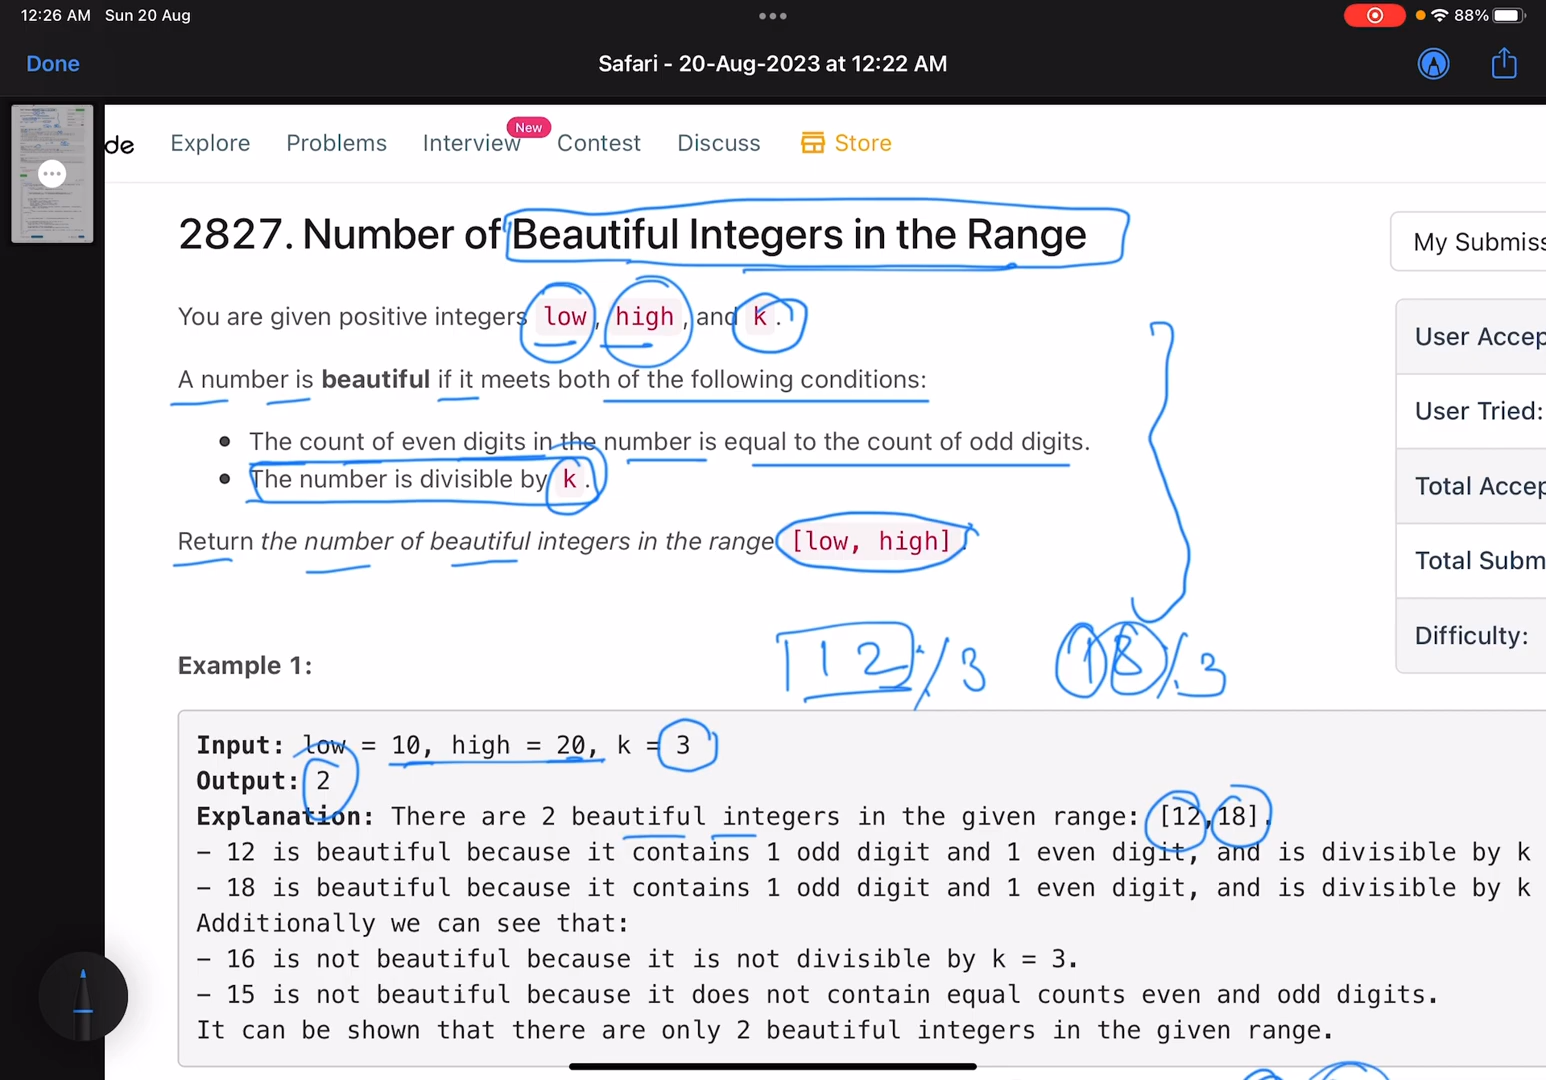 12:26 AM Sun 20 Aug
88%
Done
Safari - 20-Aug-2023 at 12:22 AM
de Explore Problems Interview New Contest Discuss Store
2827. Number of Beautiful Integers in the Range
My Submiss
You are given positive integers low, high, and k.
User Accep
A number is beautiful if it meets both of the following conditions:
User Tried:
The count of even digits in the number is equal to the count of odd digits.
The number is divisible by k.
Total Accep
Return the number of beautiful integers in the range [low, high].
Total Subm
Difficulty:
12 / 3 18 / 3
Example 1:
Input: low = 10, high = 20, k = 3
Output: 2
Explanation: There are 2 beautiful integers in the given range: [12,18].
- 12 is beautiful because it contains 1 odd digit and 1 even digit, and is divisible by k
- 18 is beautiful because it contains 1 odd digit and 1 even digit, and is divisible by k
Additionally we can see that:
- 16 is not beautiful because it is not divisible by k = 3.
- 15 is not beautiful because it does not contain equal counts even and odd digits.
It can be shown that there are only 2 beautiful integers in the given range.